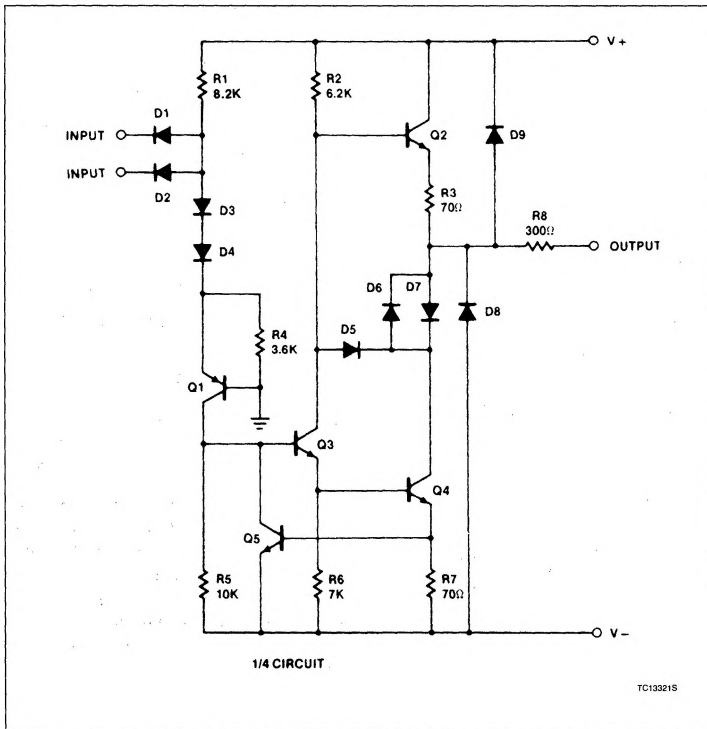 V+
R1
8.2K
R2
6.2K
D1
INPUT
Q2
D9
INPUT
D2
R3
70Ω
D3
R8
300Ω
D4
OUTPUT
D6
D7
R4
3.6K
D5
D8
Q1
Q3
Q4
Q5
R5
10K
R6
7K
R7
70Ω
V-
1/4 CIRCUIT
TC13321S